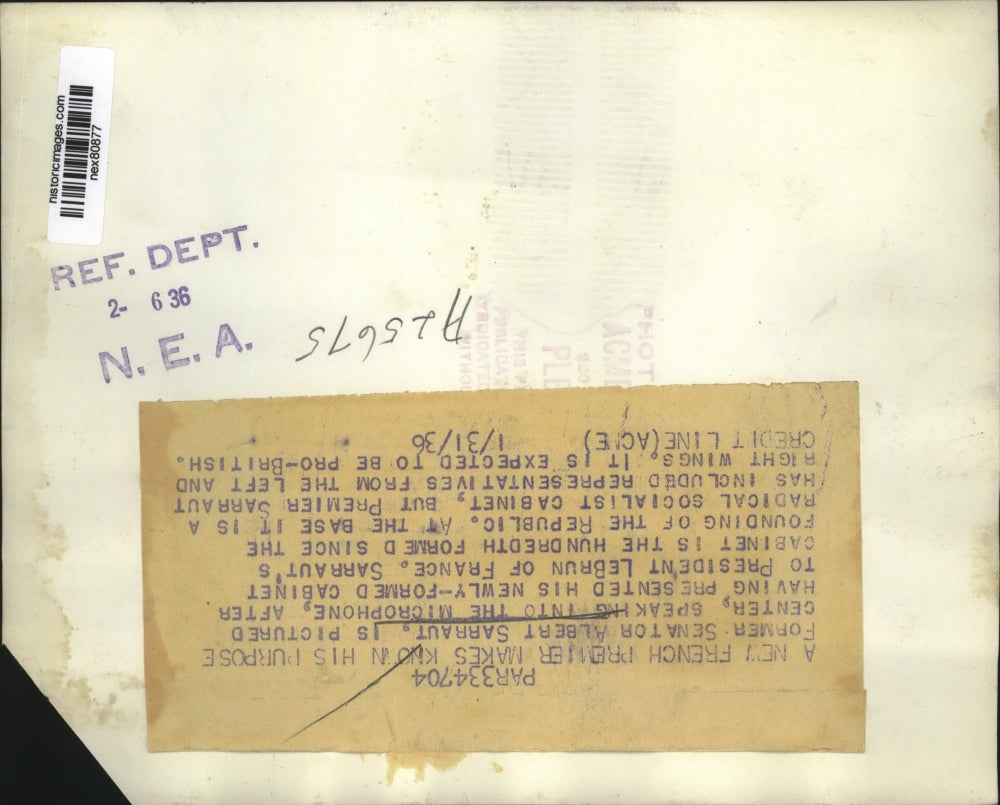 historicimages.com
nex80877
REF. DEPT.
2- 6 36
N. E. A.
A25675
PAR334704
A NEW FRENCH PREMIER MAKES KNOWN HIS PURPOSE
FORMER SENATOR ALBERT SARRAUT, IS PICTURED
CENTER, SPEAKING INTO THE MICROPHONE, AFTER
HAVING PRESENTED HIS NEWLY-FORMED CABINET
TO PRESIDENT LEBRUN OF FRANCE. SARRAUT'S
CABINET IS THE HUNDREDTH FORMED SINCE THE
FOUNDING OF THE REPUBLIC. AT THE BASE IT IS A
RADICAL SOCIALIST CABINET, BUT PREMIER SARRAUT
HAS INCLUDED REPRESENTATIVES FROM THE LEFT AND
RIGHT WINGS. IT IS EXPECTED TO BE PRO-BRITISH.
CREDIT LINE(ACME) 1/31/36